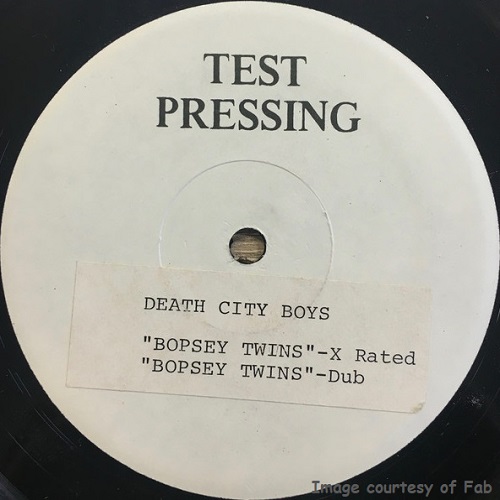 TEST
PRESSING
DEATH CITY BOYS
"BOPSEY TWINS"-X Rated
"BOPSEY TWINS"-Dub
Image courtesy of Fab